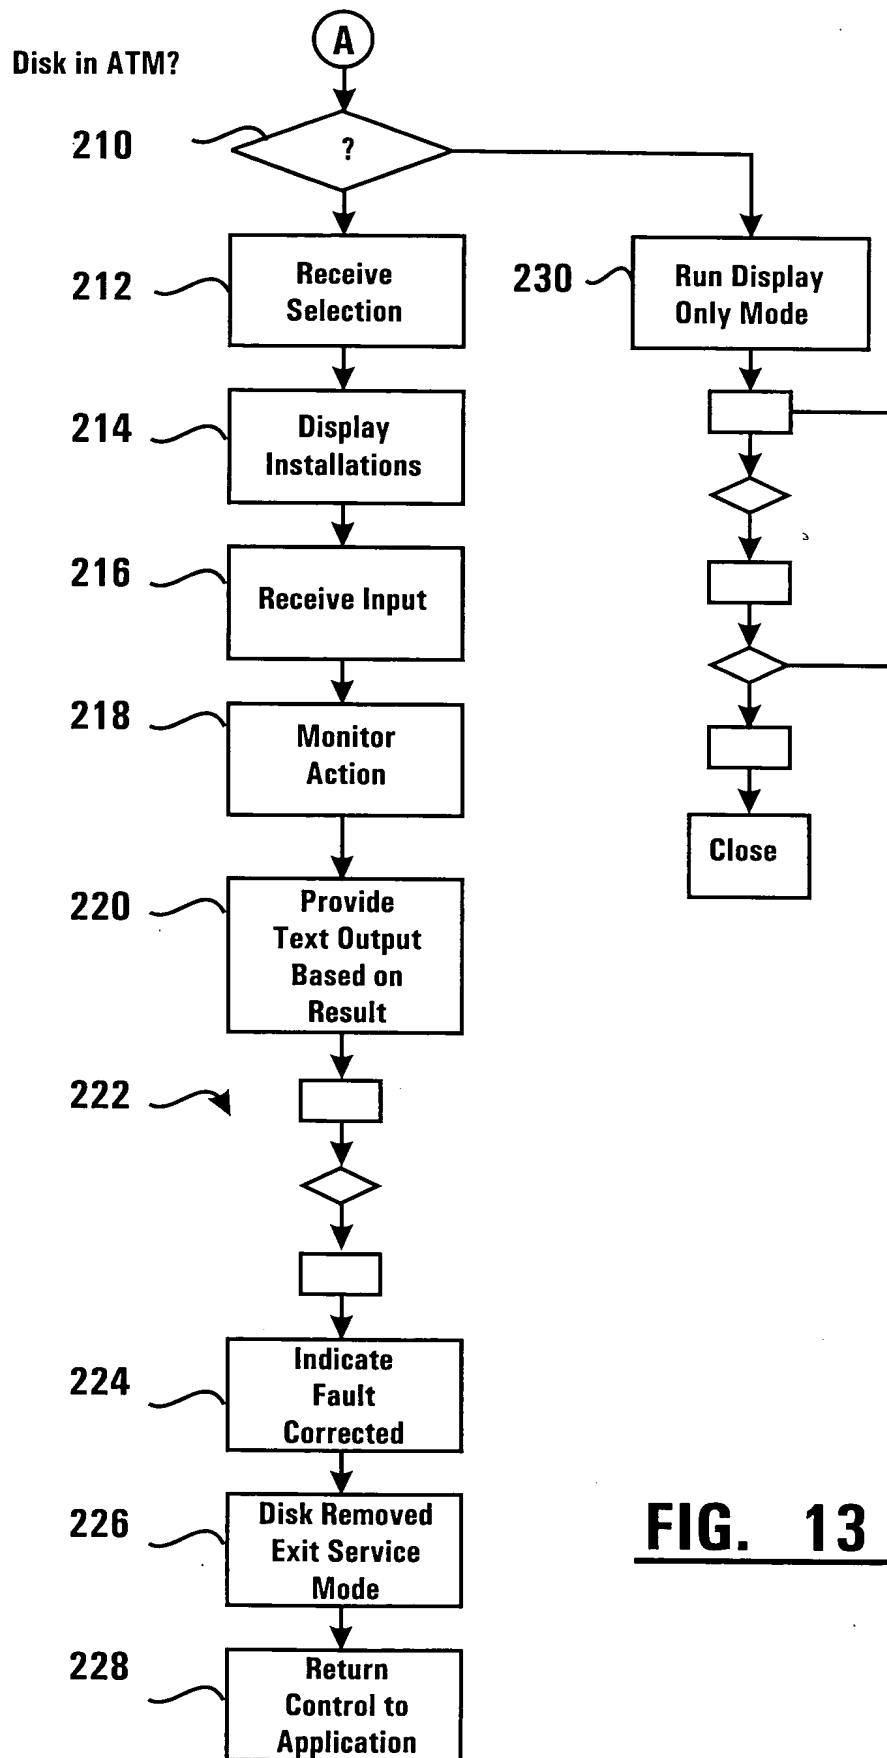 A
Disk in ATM?
210
?
212
Receive
Selection
230
Run Display
Only Mode
214
Display
Installations
216
Receive Input
218
Monitor
Action
Close
220
Provide
Text Output
Based on
Result
222
224
Indicate
Fault
Corrected
226
Disk Removed
Exit Service
Mode
FIG. 13
228
Return
Control to
Application